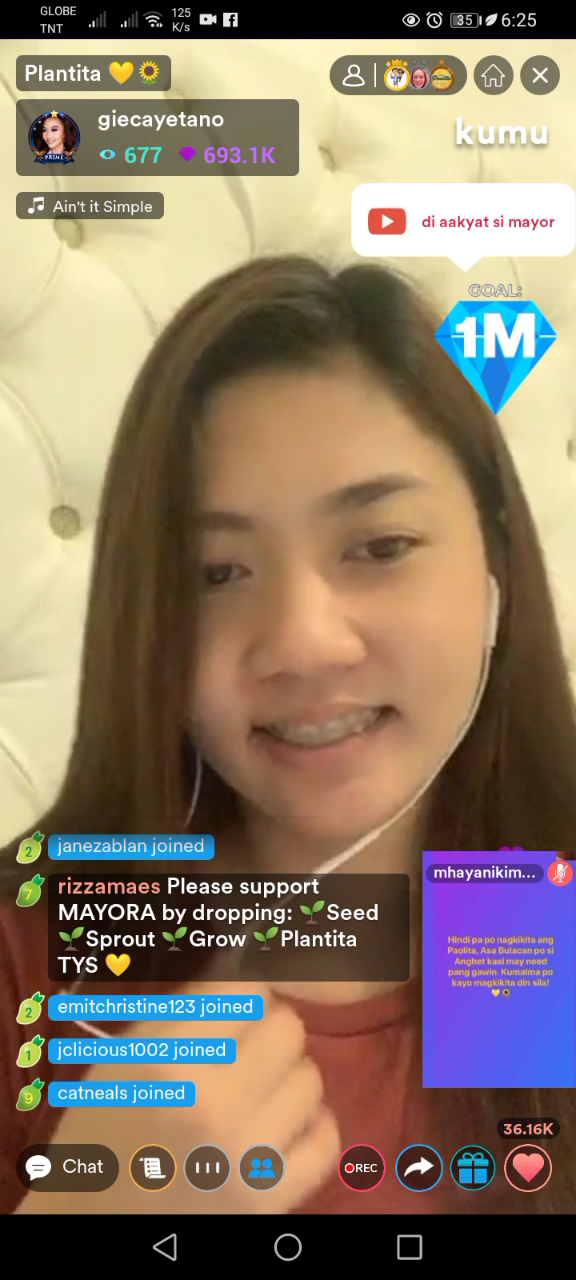 GLOBE
TNT
125
K/s
35
6:25
Plantita 💛🌻
giecayetano
PRIME
677
693.1K
kumu
Ain't it Simple
di aakyat si mayor
GOAL:
1M
2 janezablan joined
7 rizzamaes Please support
MAYORA by dropping: 🌱Seed
🌱Sprout 🌱Grow 🌱Plantita
TYS 💛
2 emitchristine123 joined
1 jclicious1002 joined
9 catneals joined
mhayanikim...
Hindi pa po nagkikita ang
Paolita, Asa Bulacan po si
Anghet kasi may need
pang gawin. Kumalma po
kayo magkikita din sila!
💛🌻
36.16K
Chat
REC